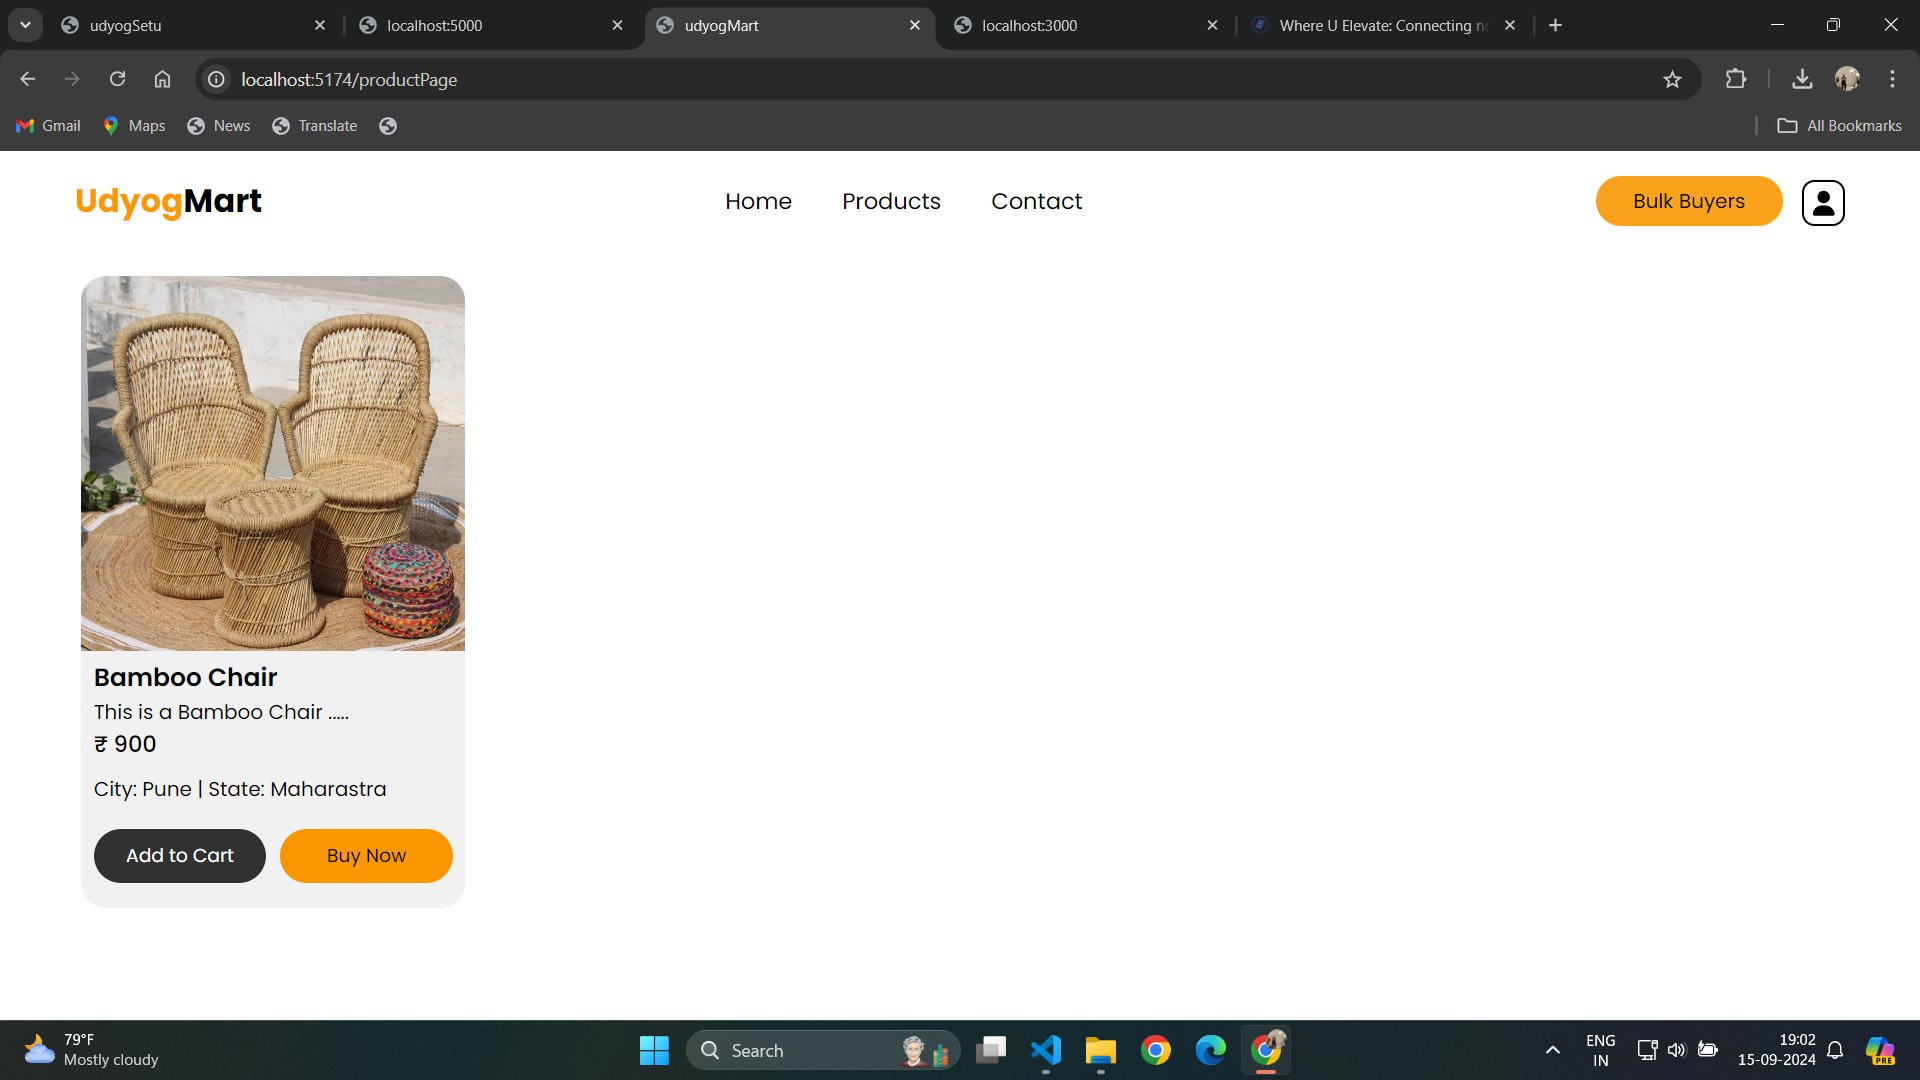 udyogSetu
localhost:5000
udyogMart
localhost:3000
Where U Elevate: Connecting ne
localhost:5174/productPage
Gmail
Maps
News
Translate
All Bookmarks
UdyogMart
Home
Products
Contact
Bulk Buyers
Bamboo Chair
This is a Bamboo Chair .....
₹ 900
City: Pune | State: Maharastra
Add to Cart
Buy Now
79°F
Mostly cloudy
Search
ENG
IN
19:02
15-09-2024
PRE